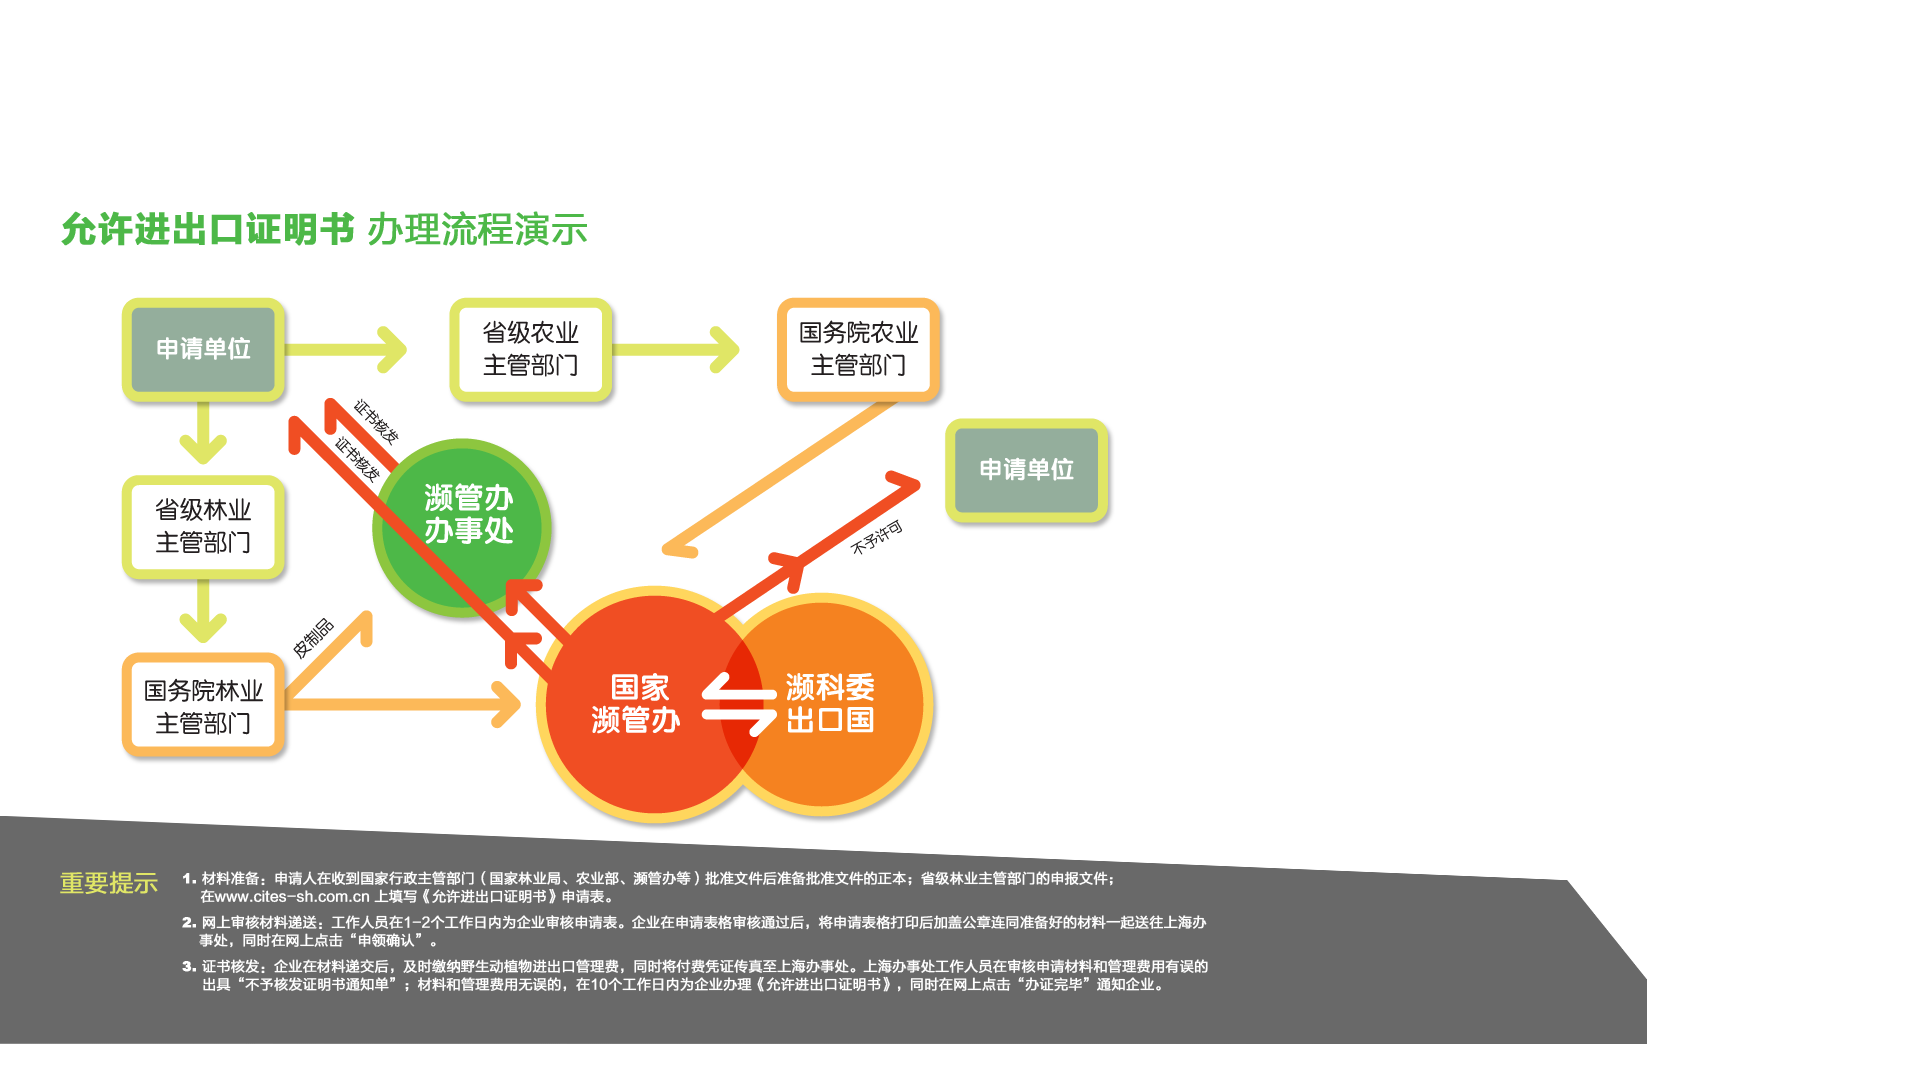 允许进出口证明书 办理流程演示
申请单位
省级农业
主管部门
国务院农业
主管部门
证书核发
证书核发
申请单位
濒管办
办事处
省级林业
主管部门
不予许可
皮制品
国务院林业
主管部门
国家
濒管办
濒科委
出口国
重要提示
1. 材料准备：申请人在收到国家行政主管部门（国家林业局、农业部、濒管办等）批准文件后准备批准文件的正本；省级林业主管部门的申报文件；
在www.cites-sh.com.cn 上填写《允许进出口证明书》申请表。
2. 网上审核材料递送：工作人员在1-2个工作日内为企业审核申请表。企业在申请表格审核通过后，将申请表格打印后加盖公章连同准备好的材料一起送往上海办
事处，同时在网上点击“申领确认”。
3. 证书核发：企业在材料递交后，及时缴纳野生动植物进出口管理费，同时将付费凭证传真至上海办事处。上海办事处工作人员在审核申请材料和管理费用有误的
出具“不予核发证明书通知单”；材料和管理费用无误的，在10个工作日内为企业办理《允许进出口证明书》，同时在网上点击“办证完毕”通知企业。